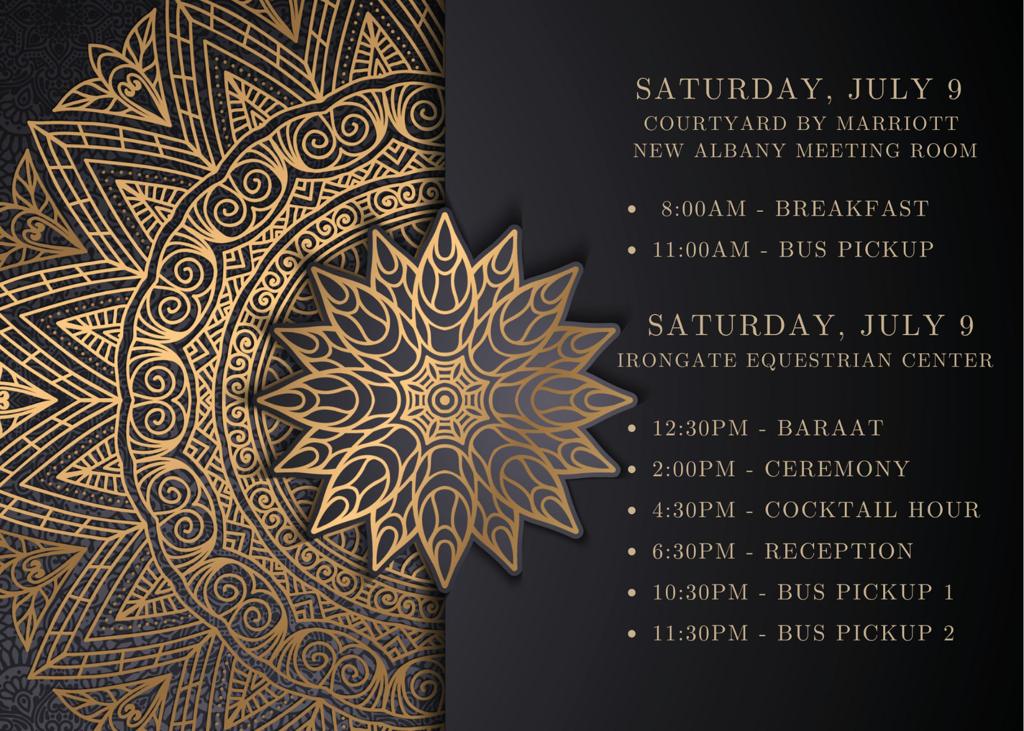 SATURDAY, JULY 9
COURTYARD BY MARRIOTT
NEW ALBANY MEETING ROOM
• 8:00AM - BREAKFAST
• 11:00AM - BUS PICKUP
SATURDAY, JULY 9
IRONGATE EQUESTRIAN CENTER
• 12:30PM - BARAAT
• 2:00PM - CEREMONY
• 4:30PM - COCKTAIL HOUR
• 6:30PM - RECEPTION
• 10:30PM - BUS PICKUP 1
• 11:30PM - BUS PICKUP 2